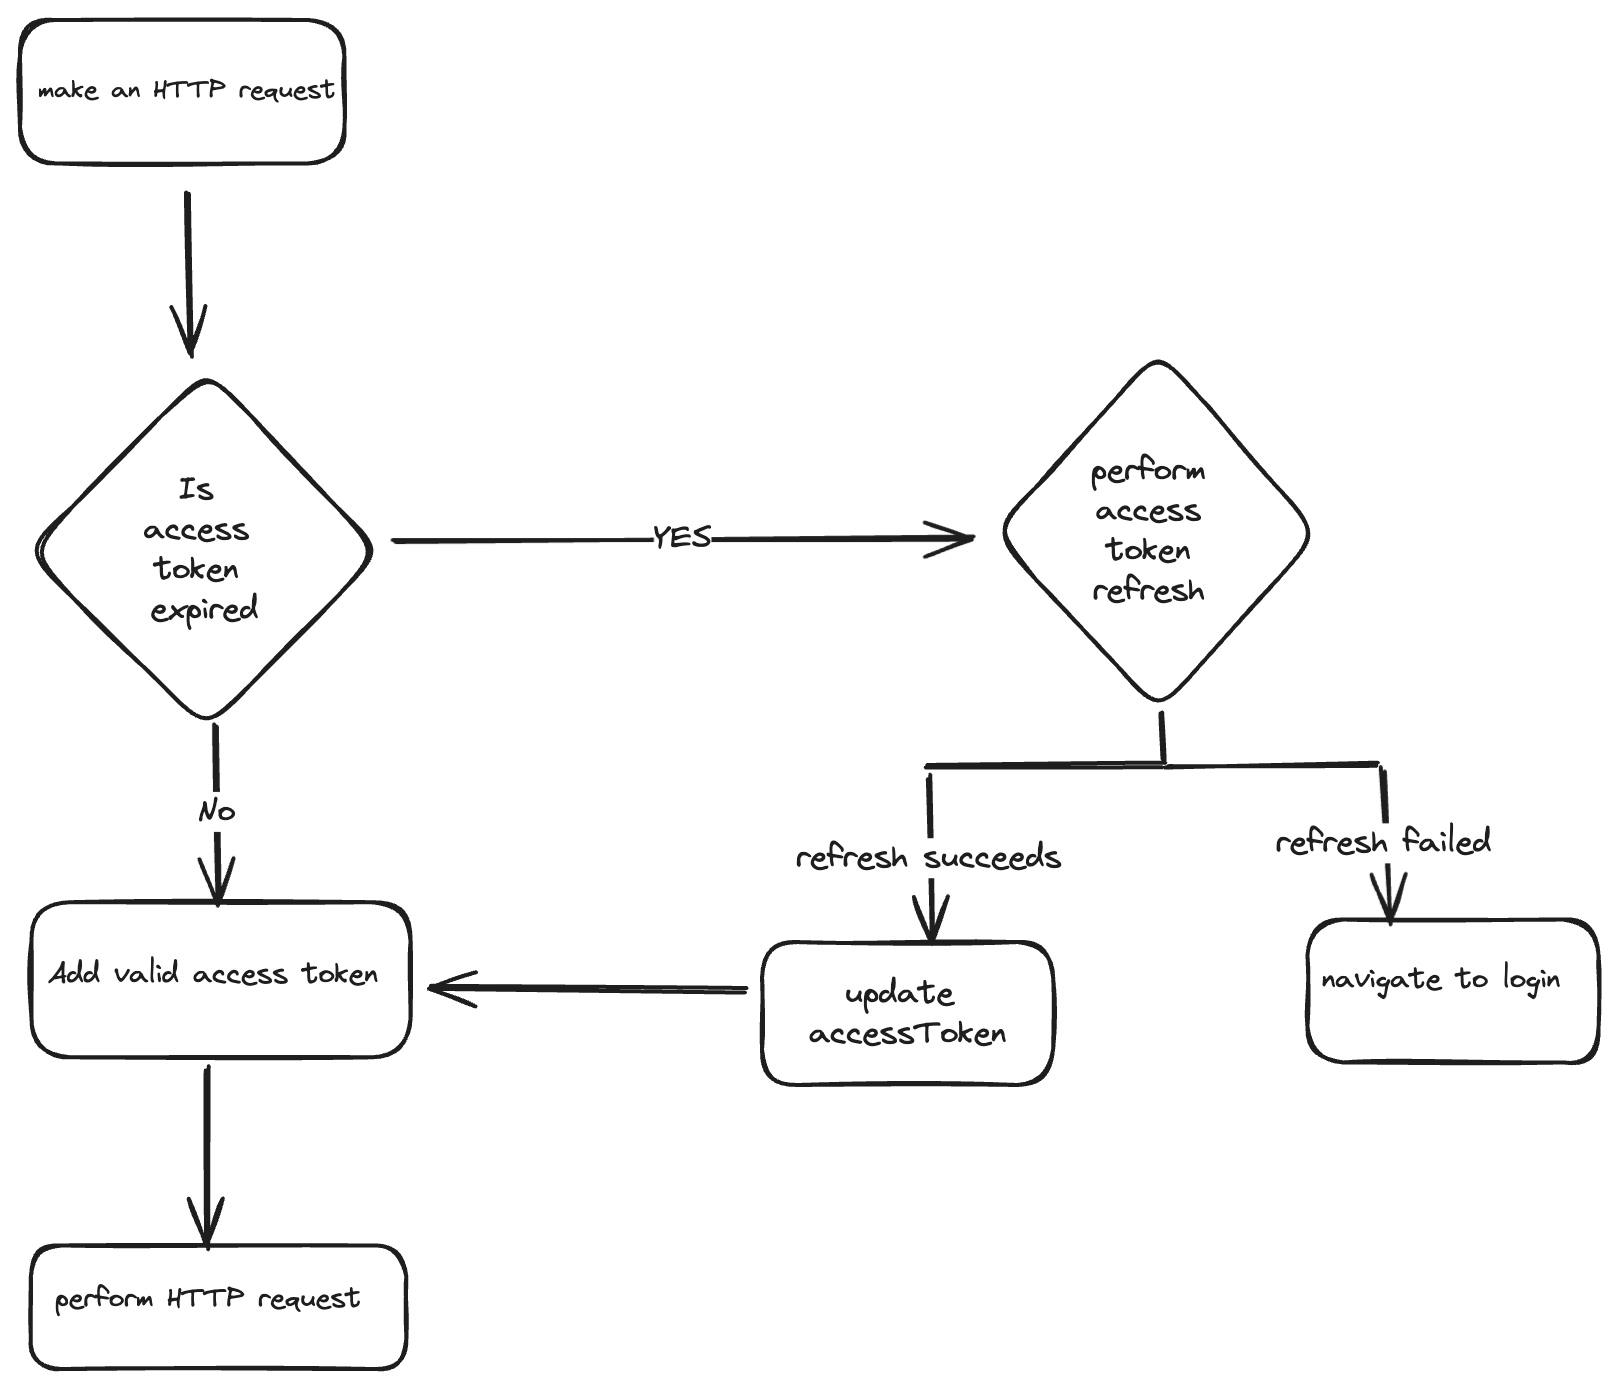 make an HTTP request
Is
access
token
expired
YES
perform
access
token
refresh
No
refresh succeeds
refresh failed
Add valid access token
update
accessToken
navigate to login
perform HTTP request